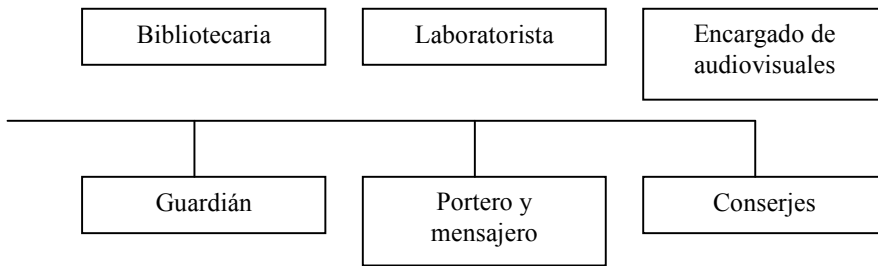 Bibliotecaria
Laboratorista
Encargado de
audiovisuales
Guardián
Portero y
mensajero
Conserjes